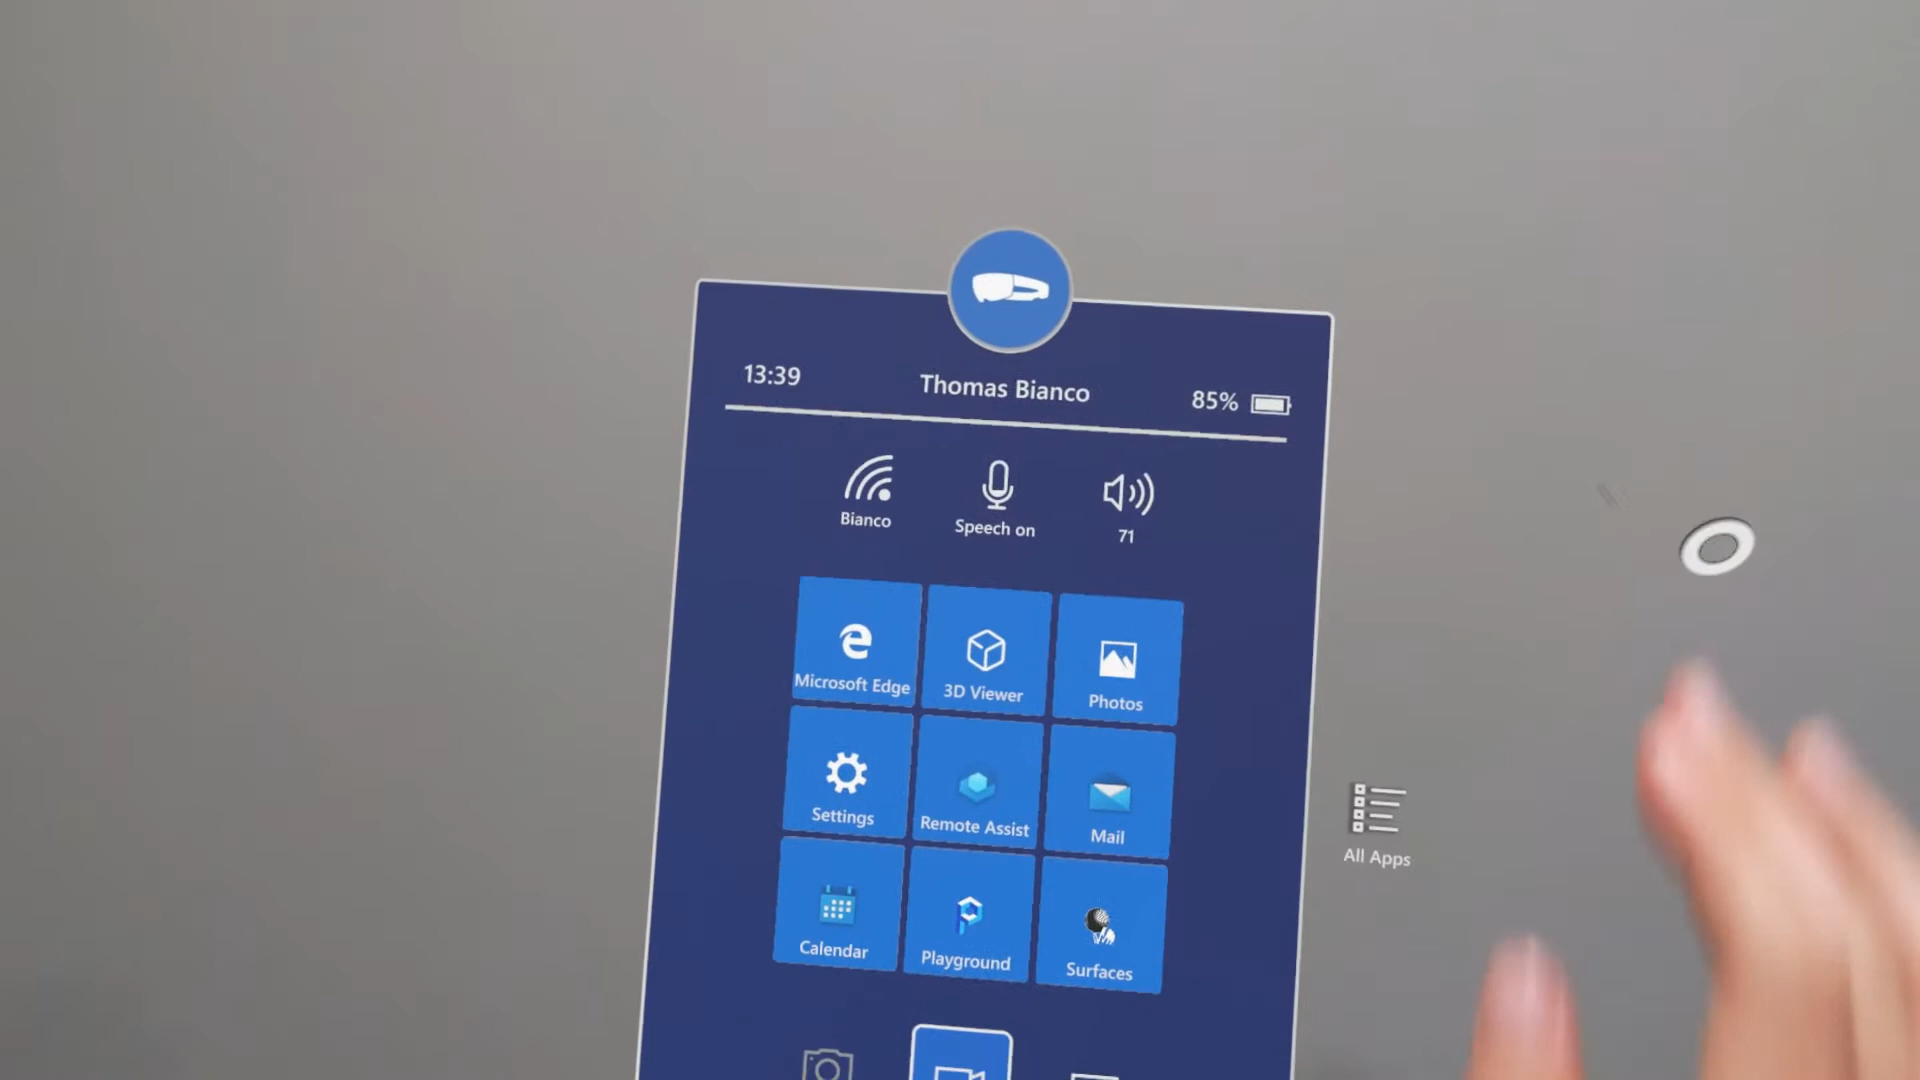 13:39 Thomas Bianco 85%
Bianco Speech on 71
Microsoft Edge 3D Viewer Photos
Settings Remote Assist Mail
All Apps
Calendar Playground Surfaces